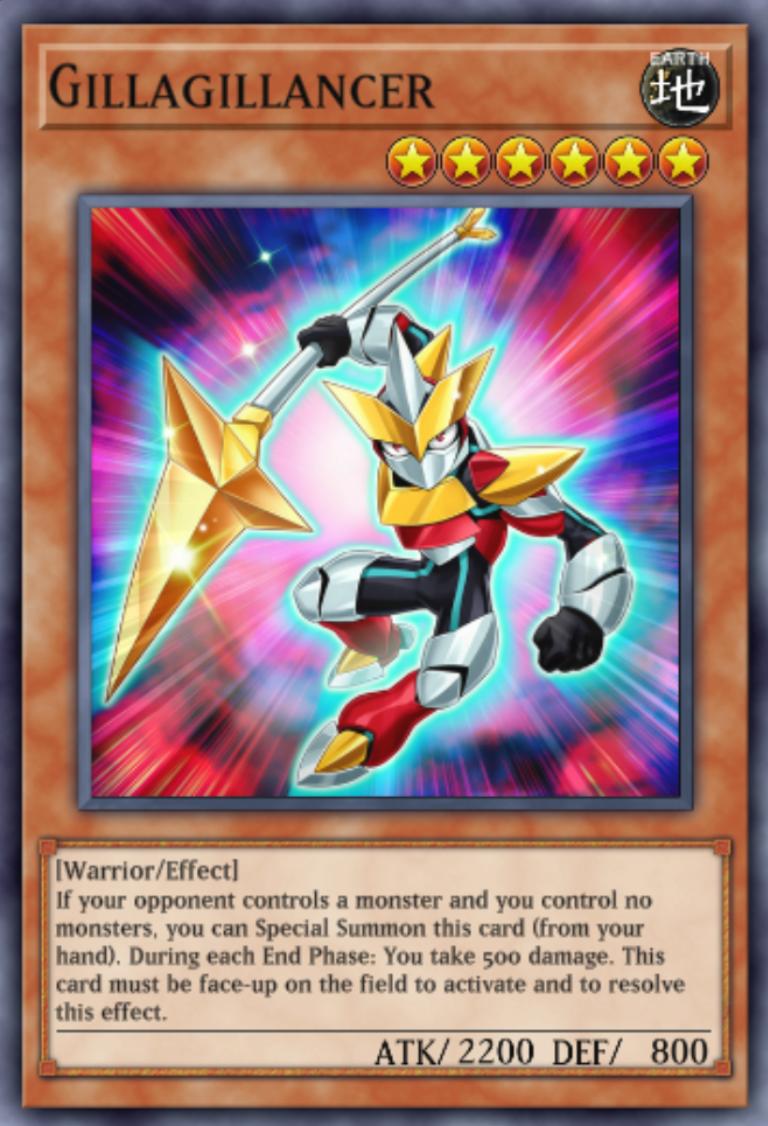 GILLAGILLANCER
EARTH
地
[Warrior/Effect]
If your opponent controls a monster and you control no
monsters, you can Special Summon this card (from your
hand). During each End Phase: You take 500 damage. This
card must be face-up on the field to activate and to resolve
this effect.
ATK/ 2200 DEF/ 800